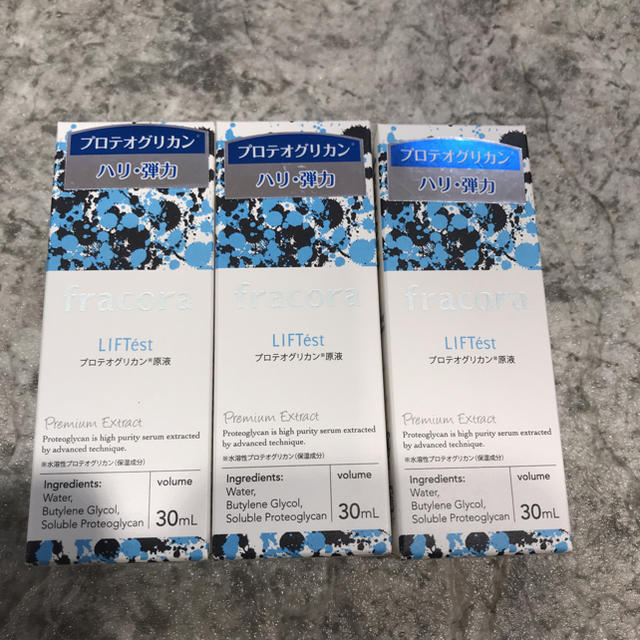 プロテオグリカン※
ハリ・弾力
fracora
LIFTést
プロテオグリカン※原液
Premium Extract
Proteoglycan is high purity serum extracted
by advanced technique.
※水溶性プロテオグリカン(保湿成分)
Ingredients:
Water,
Butylene Glycol,
Soluble Proteoglycan
volume
30mL
プロテオグリカン※
ハリ・弾力
fracora
LIFTést
プロテオグリカン※原液
Premium Extract
Proteoglycan is high purity serum extracted
by advanced technique.
※水溶性プロテオグリカン(保湿成分)
Ingredients:
Water,
Butylene Glycol,
Soluble Proteoglycan
volume
30mL
プロテオグリカン※
ハリ・弾力
fracora
LIFTést
プロテオグリカン※原液
Premium Extract
Proteoglycan is high purity serum extracted
by advanced technique.
※水溶性プロテオグリカン(保湿成分)
Ingredients:
Water,
Butylene Glycol,
Soluble Proteoglycan
volume
30mL